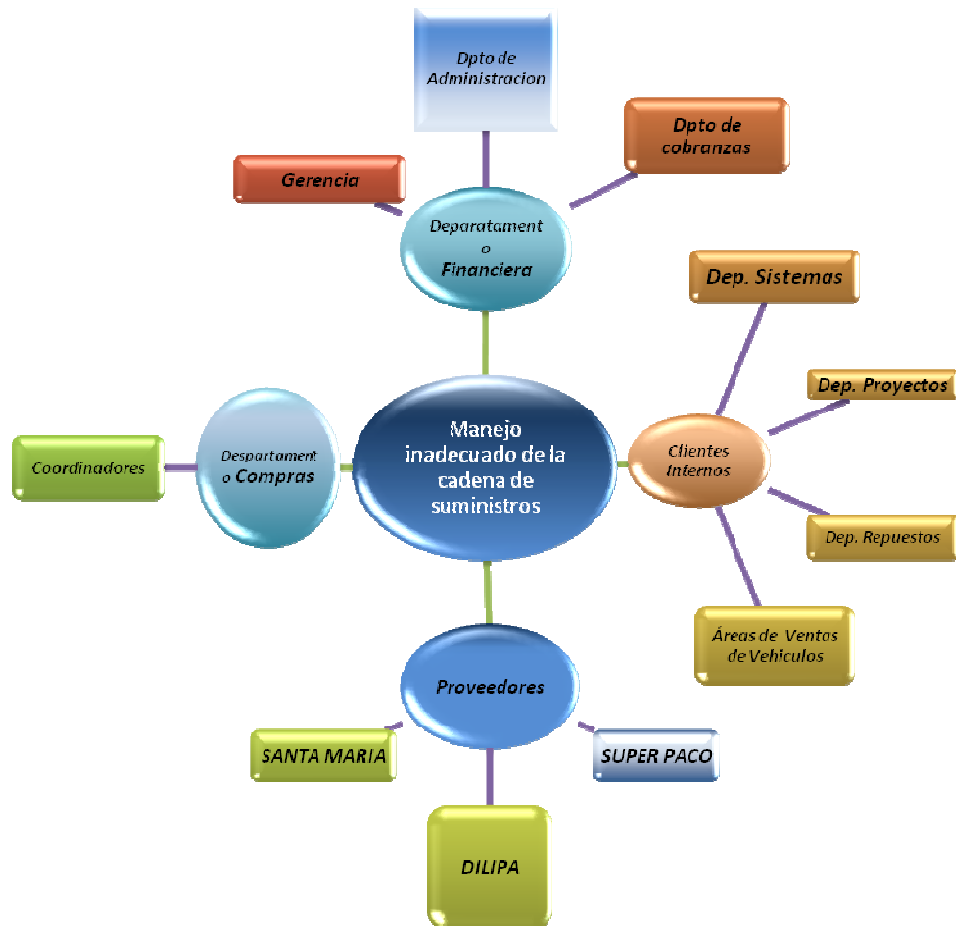 Dpto de
Administracion
Dpto de
cobranzas
Gerencia
Deparatament
o
Financiera
Dep. Sistemas
Dep. Proyectos
Manejo
inadecuado de la
cadena de
suministros
Clientes
Internos
Despartament
o Compras
Coordinadores
Dep. Repuestos
Áreas de Ventas
de Vehiculos
Proveedores
SANTA MARIA
SUPER PACO
DILIPA